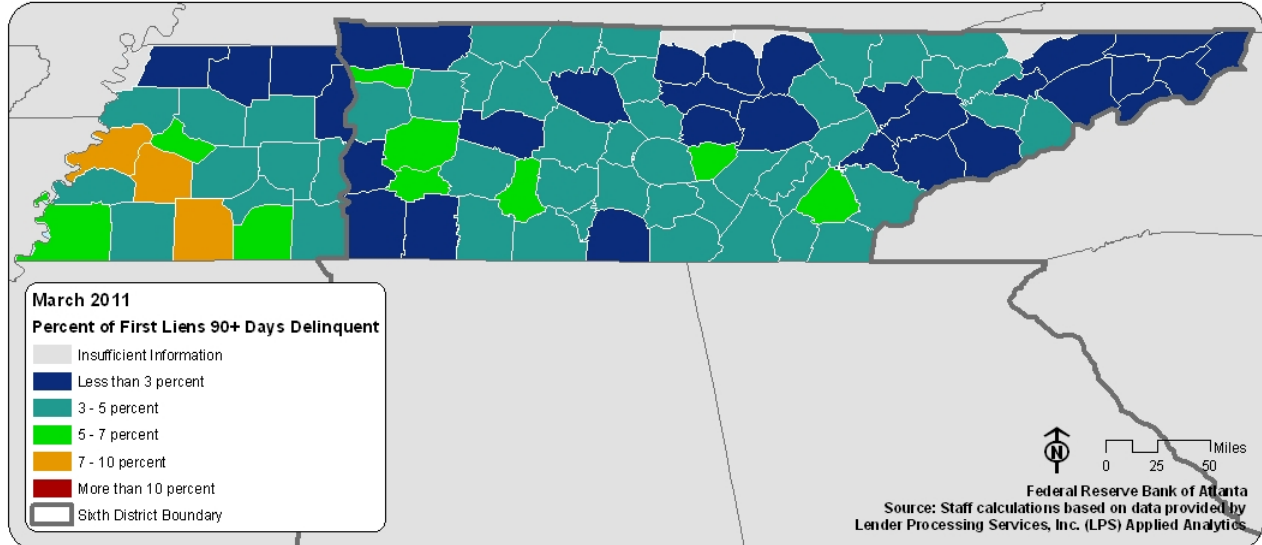 March 2011
Percent of First Liens 90+ Days Delinquent
Insufficient Information
Less than 3 percent
3 - 5 percent
5 - 7 percent
7 - 10 percent
More than 10 percent
Sixth District Boundary
N
Miles
0 25 50
Federal Reserve Bank of Atlanta
Source: Staff calculations based on data provided by
Lender Processing Services, Inc. (LPS) Applied Analytics